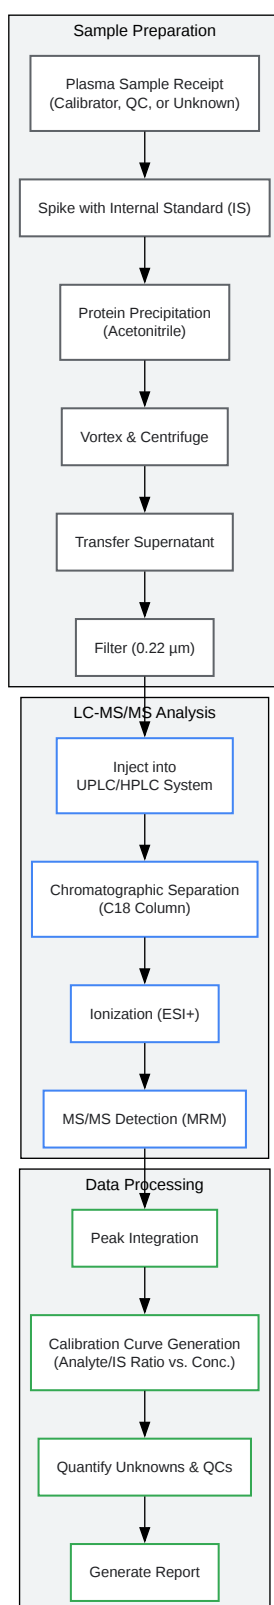 Sample Preparation
Plasma Sample Receipt
(Calibrator, QC, or Unknown)
Spike with Internal Standard (IS)
Protein Precipitation
(Acetonitrile)
Vortex & Centrifuge
Transfer Supernatant
Filter (0.22 µm)
LC-MS/MS Analysis
Inject into
UPLC/HPLC System
Chromatographic Separation
(C18 Column)
Ionization (ESI+)
MS/MS Detection (MRM)
Data Processing
Peak Integration
Calibration Curve Generation
(Analyte/IS Ratio vs. Conc.)
Quantify Unknowns & QCs
Generate Report